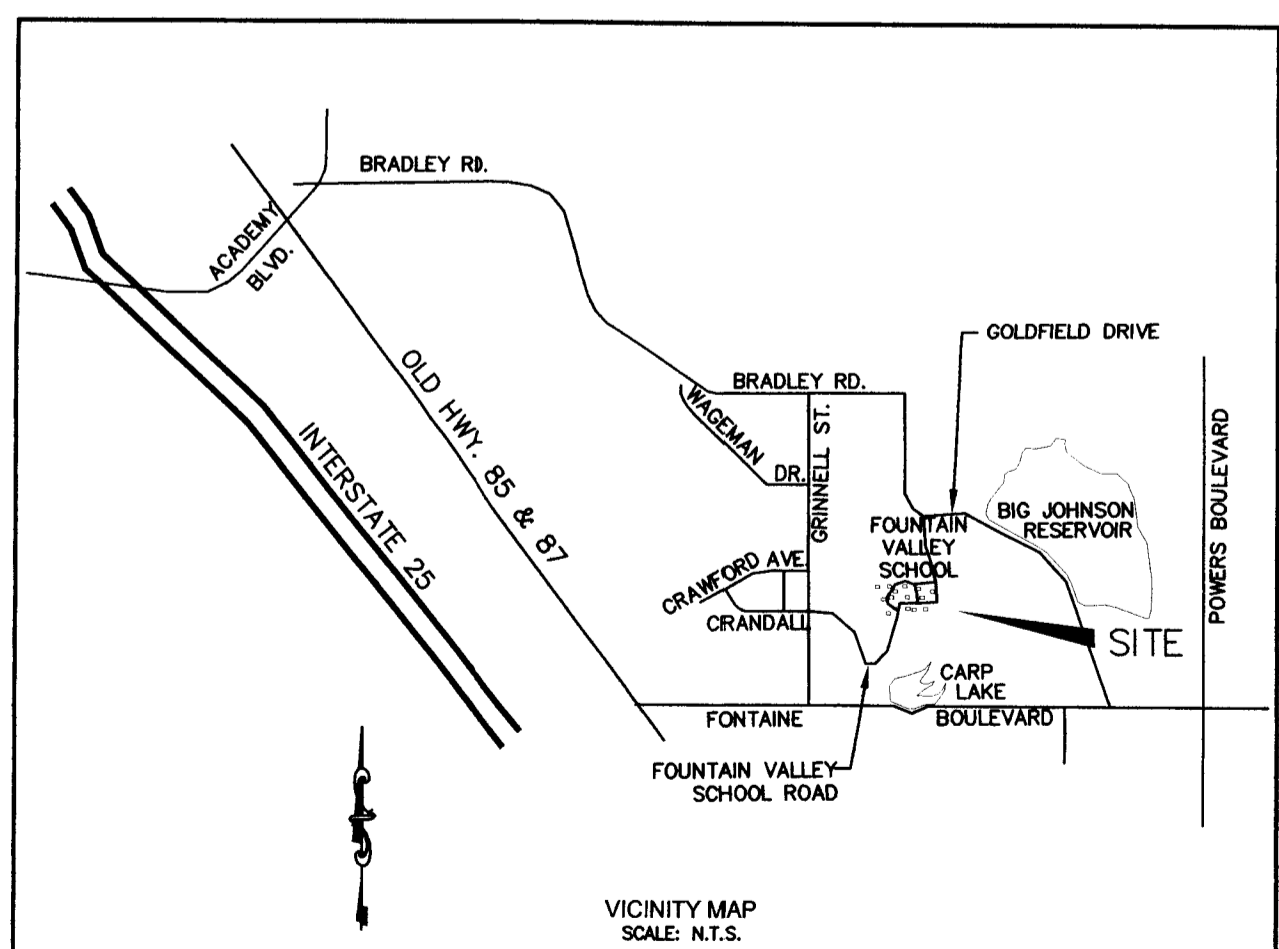 BRADLEY RD.
ACADEMY
BLVD.
GOLDFIELD DRIVE
OLD HWY. 85 & 87
BRADLEY RD.
WAGEMAN
DR.
GRINNELL ST.
INTERSTATE 25
POWERS BOULEVARD
BIG JOHNSON
RESERVOIR
FOUNTAIN
VALLEY
SCHOOL
CRAWFORD AVE.
CRANDALL
SITE
CARP
LAKE
FONTAINE
BOULEVARD
FOUNTAIN VALLEY
SCHOOL ROAD
VICINITY MAP
SCALE: N.T.S.